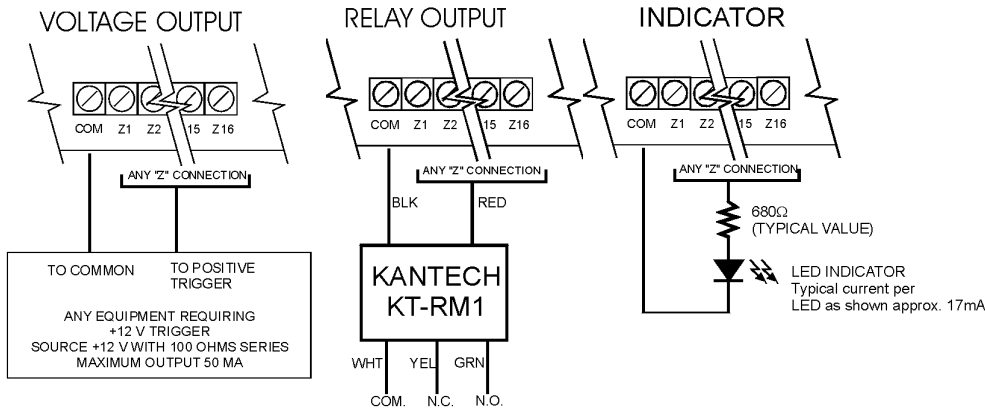 VOLTAGE OUTPUT
COM Z1 Z2 15 Z16
ANY "Z" CONNECTION
TO COMMON
TO POSITIVE
TRIGGER
ANY EQUIPMENT REQUIRING
+12 V TRIGGER
SOURCE +12 V WITH 100 OHMS SERIES
MAXIMUM OUTPUT 50 MA
RELAY OUTPUT
COM Z1 Z2 15 Z16
ANY "Z" CONNECTION
BLK RED
KANTECH
KT-RM1
WHT YEL GRN
COM. N.C. N.O.
INDICATOR
COM Z1 Z2 15 Z16
ANY "Z" CONNECTION
680Ω
(TYPICAL VALUE)
LED INDICATOR
Typical current per
LED as shown approx. 17mA